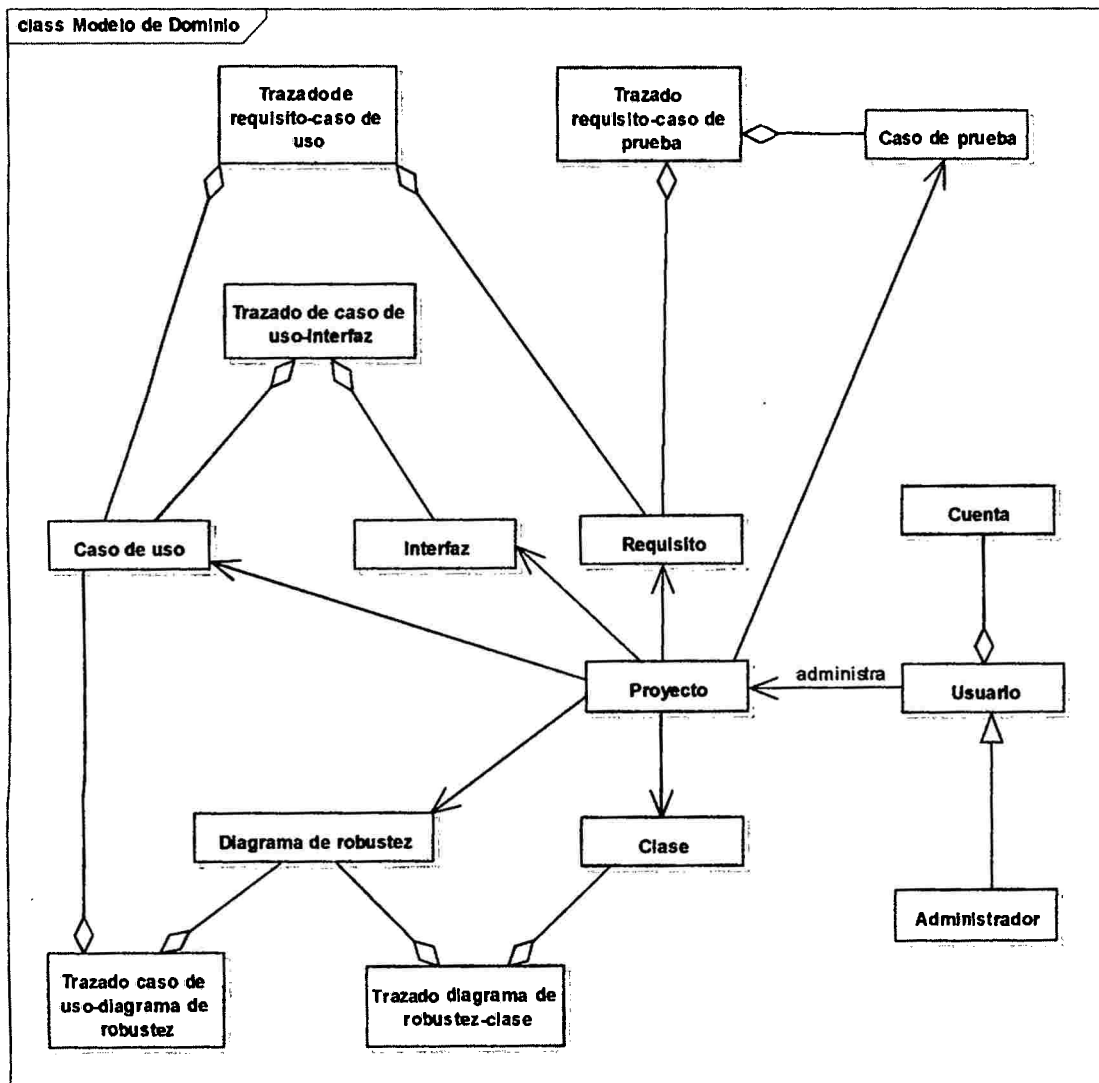 class Modelo de Dominio
Trazado de
requisito-caso de
uso
Trazado
requisito-caso de
prueba
Caso de prueba
Trazado de caso de
uso-Interfaz
Caso de uso
Interfaz
Requisito
Cuenta
Proyecto
administra
Usuario
Diagrama de robustez
Clase
Administrador
Trazado caso de
uso-diagrama de
robustez
Trazado diagrama de
robustez-clase